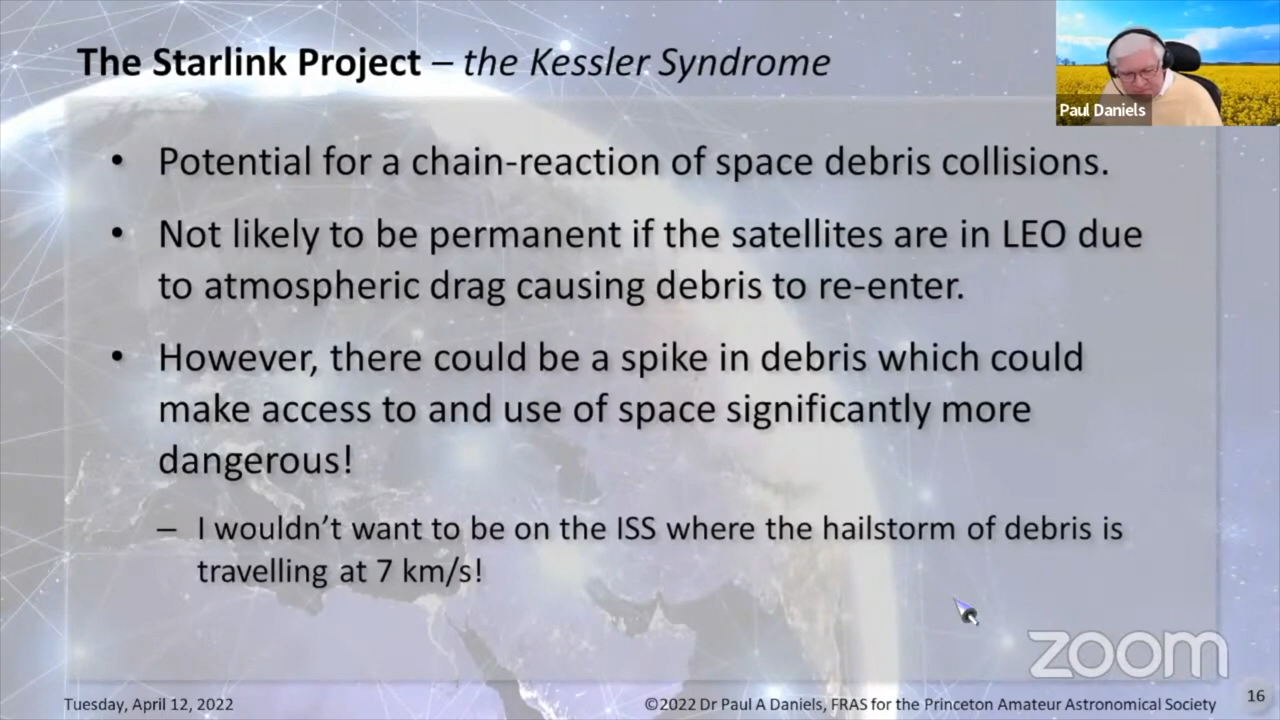 The Starlink Project – the Kessler Syndrome
Paul Daniels
• Potential for a chain-reaction of space debris collisions.
• Not likely to be permanent if the satellites are in LEO due
to atmospheric drag causing debris to re-enter.
• However, there could be a spike in debris which could
make access to and use of space significantly more
dangerous!
– I wouldn’t want to be on the ISS where the hailstorm of debris is
travelling at 7 km/s!
zoom
Tuesday, April 12, 2022
©2022 Dr Paul A Daniels, FRAS for the Princeton Amateur Astronomical Society
16